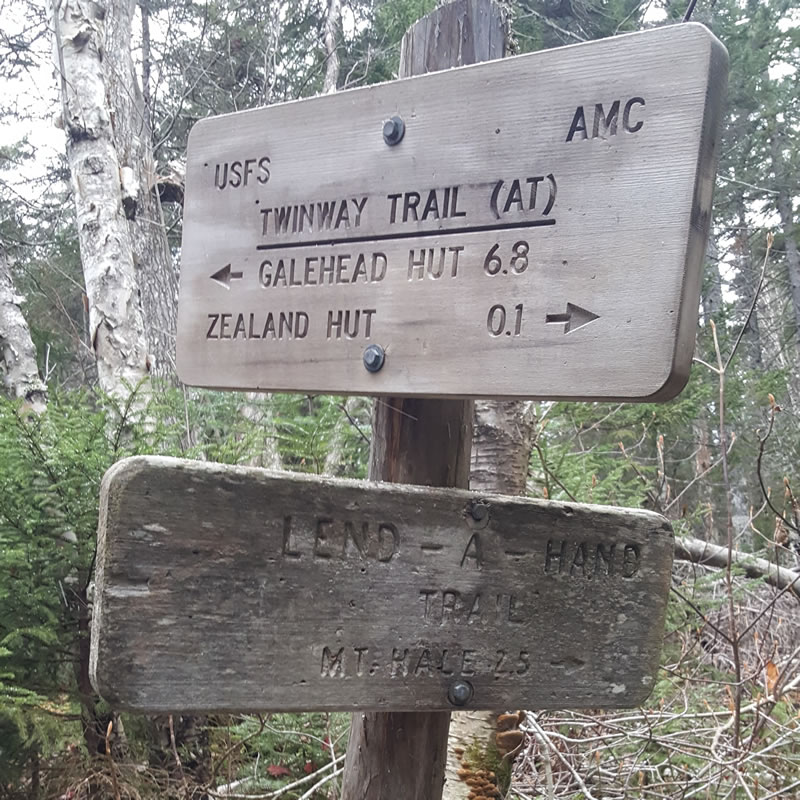 USFS AMC
TWINWAY TRAIL (AT)
← GALEHEAD HUT 6.8
ZEALAND HUT 0.1 →
LEND-A-HAND
TRAIL
MT. HALE 2.5 →